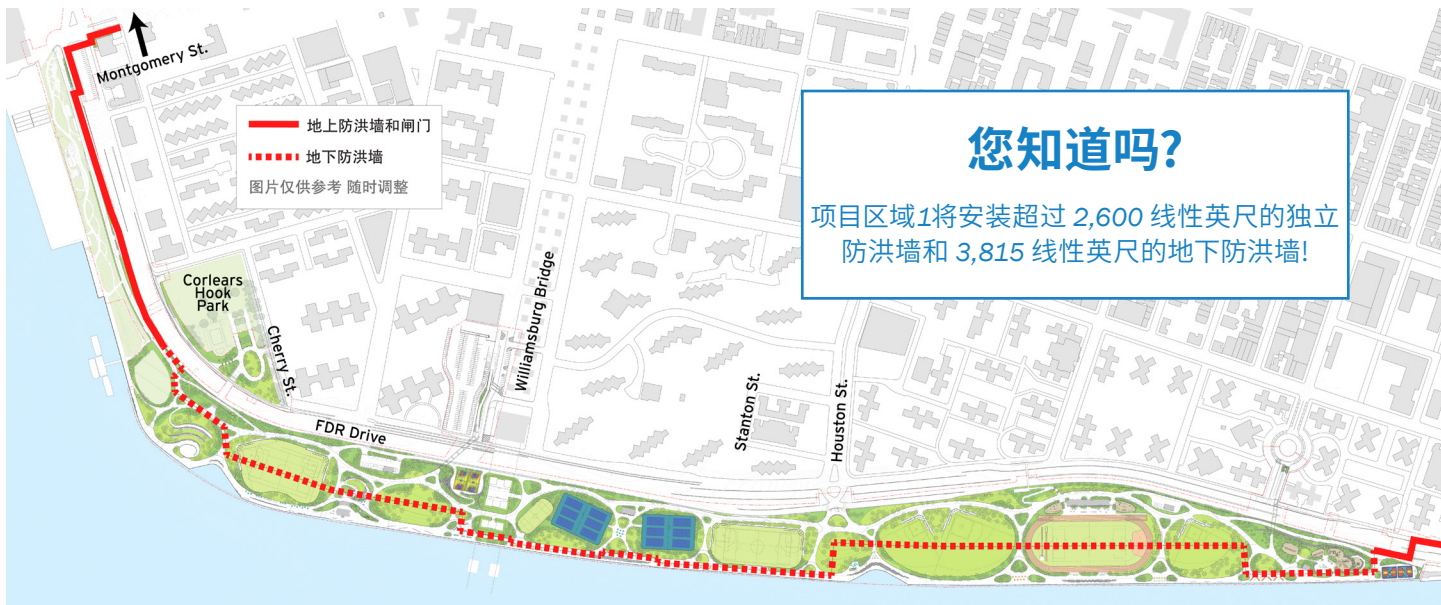 Montgomery St.
地上防洪墙和闸门
地下防洪墙
图片仅供参考 随时调整
您知道吗?
项目区域1将安装超过 2,600 线性英尺的独立
防洪墙和 3,815 线性英尺的地下防洪墙!
Corlears
Hook
Park
Cherry St.
Williamsburg Bridge
FDR Drive
Stanton St.
Houston St.